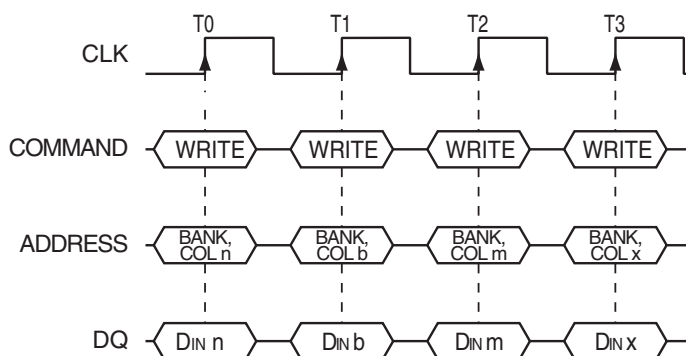 T0 T1 T2 T3
CLK
COMMAND WRITE WRITE WRITE WRITE
BANK, BANK, BANK, BANK,
ADDRESS COL n COL b COL m COL x
DQ DIN n DIN b DIN m DIN x